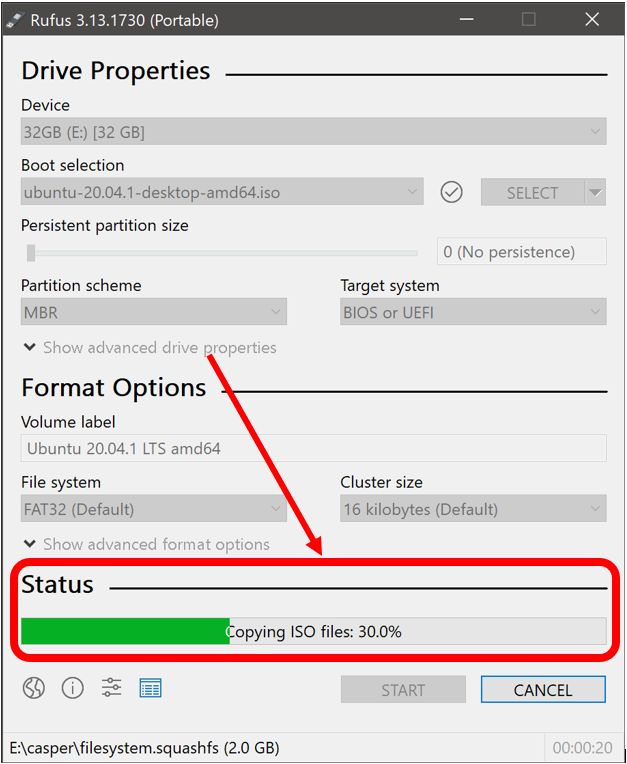 Rufus 3.13.1730 (Portable)
Drive Properties
Device
32GB (E:) [32 GB]
Boot selection
ubuntu-20.04.1-desktop-amd64.iso
SELECT
Persistent partition size
0 (No persistence)
Partition scheme
Target system
MBR
BIOS or UEFI
Show advanced drive properties
Format Options
Volume label
Ubuntu 20.04.1 LTS amd64
File system
Cluster size
FAT32 (Default)
16 kilobytes (Default)
Show advanced format options
Status
Copying ISO files: 30.0%
START
CANCEL
E:\casper\filesystem.squashfs (2.0 GB)
00:00:20